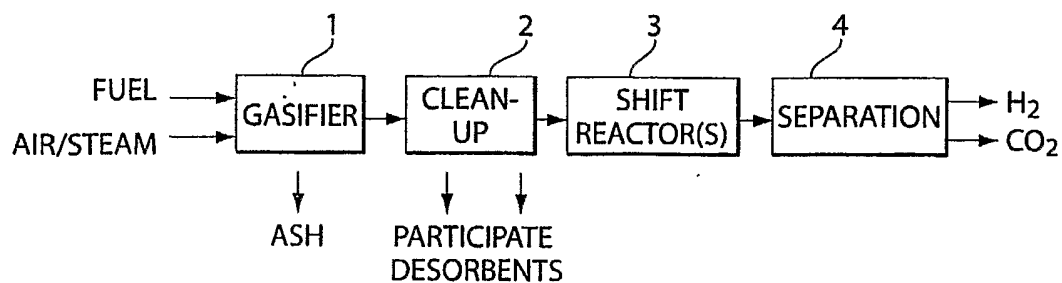 1
2
3
4
FUEL
AIR/STEAM
GASIFIER
CLEAN-
UP
SHIFT
REACTOR(S)
SEPARATION
H2
CO2
ASH
PARTICIPATE
DESORBENTS